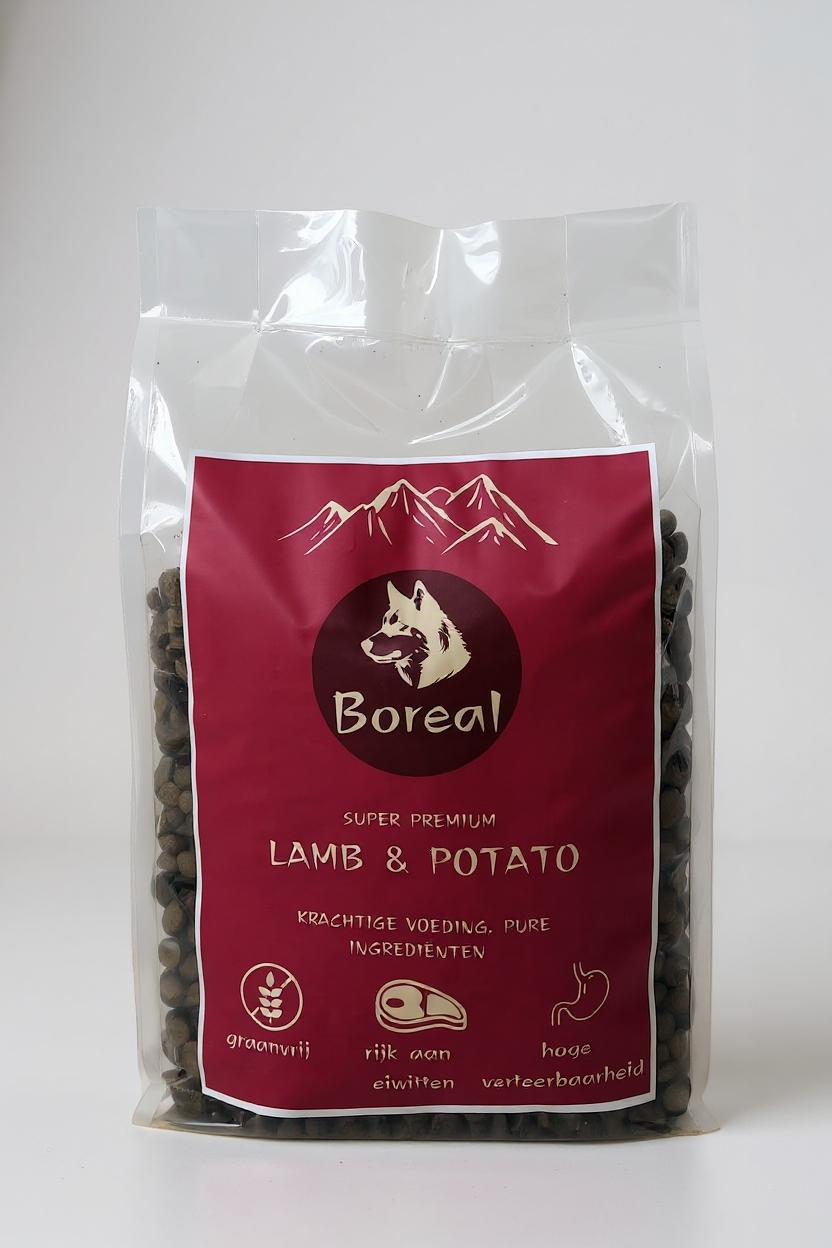 Boreal
SUPER PREMIUM
LAMB & POTATO
KRACHTIGE VOEDING. PURE
INGREDIËNTEN
graanvrij
rijk aan
eiwitten
hoge
verteerbaarheid